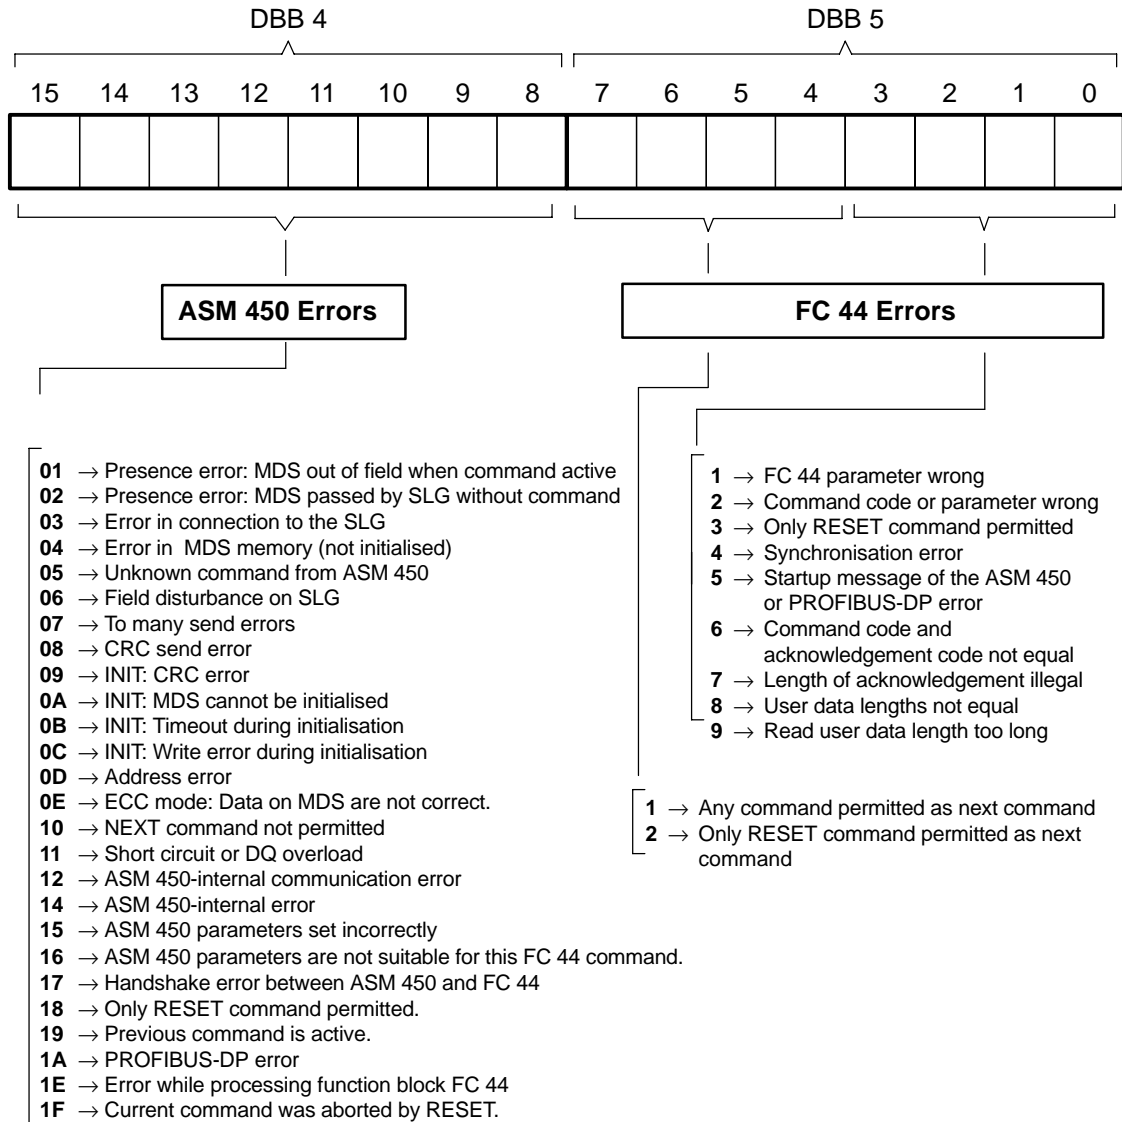 DBB 4 DBB 5
15 14 13 12 11 10 9 8 7 6 5 4 3 2 1 0
ASM 450 Errors
FC 44 Errors
01 → Presence error: MDS out of field when command active
02 → Presence error: MDS passed by SLG without command
03 → Error in connection to the SLG
04 → Error in MDS memory (not initialised)
05 → Unknown command from ASM 450
06 → Field disturbance on SLG
07 → To many send errors
08 → CRC send error
09 → INIT: CRC error
0A → INIT: MDS cannot be initialised
0B → INIT: Timeout during initialisation
0C → INIT: Write error during initialisation
0D → Address error
0E → ECC mode: Data on MDS are not correct.
10 → NEXT command not permitted
11 → Short circuit or DQ overload
12 → ASM 450-internal communication error
14 → ASM 450-internal error
15 → ASM 450 parameters set incorrectly
16 → ASM 450 parameters are not suitable for this FC 44 command.
17 → Handshake error between ASM 450 and FC 44
18 → Only RESET command permitted.
19 → Previous command is active.
1A → PROFIBUS-DP error
1E → Error while processing function block FC 44
1F → Current command was aborted by RESET.
1 → FC 44 parameter wrong
2 → Command code or parameter wrong
3 → Only RESET command permitted
4 → Synchronisation error
5 → Startup message of the ASM 450
or PROFIBUS-DP error
6 → Command code and
acknowledgement code not equal
7 → Length of acknowledgement illegal
8 → User data lengths not equal
9 → Read user data length too long
1 → Any command permitted as next command
2 → Only RESET command permitted as next
command